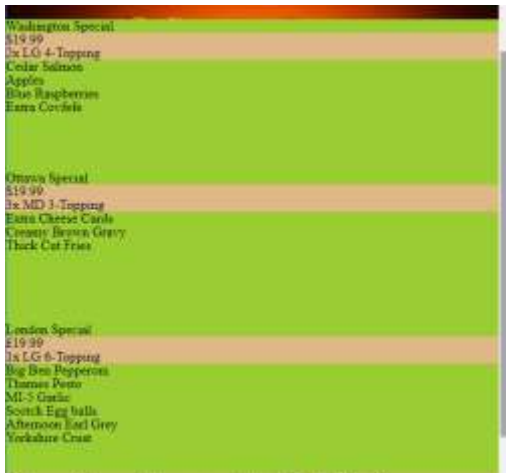 Washington Special
$19.99
2x LG 4-Topping
Cedar Salmon
Apples
Blue Raspberries
Extra Covfefe
Ottawa Special
$19.99
3x MD 3-Topping
Extra Cheese Curds
Creamy Brown Gravy
Thick Cut Fries
London Special
£19.99
1x LG 6-Topping
Big Ben Pepperoni
Thames Pesto
MI-5 Garlic
Scotch Egg balls
Afternoon Earl Grey
Yorkshire Crust